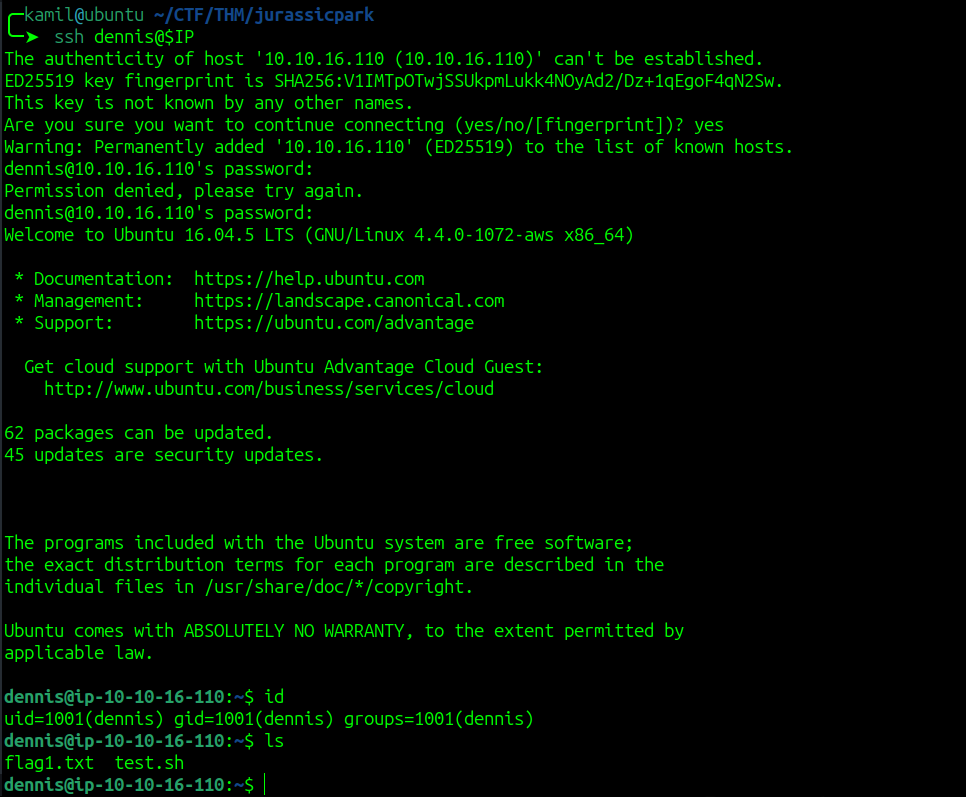 kamil@ubuntu ~/CTF/THM/jurassicpark
ssh dennis@$IP
The authenticity of host '10.10.16.110 (10.10.16.110)' can't be established.
ED25519 key fingerprint is SHA256:V1IMTpOTwjSSUkpmLukk4NOyAd2/Dz+1qEgoF4qN2Sw.
This key is not known by any other names.
Are you sure you want to continue connecting (yes/no/[fingerprint])? yes
Warning: Permanently added '10.10.16.110' (ED25519) to the list of known hosts.
dennis@10.10.16.110's password:
Permission denied, please try again.
dennis@10.10.16.110's password:
Welcome to Ubuntu 16.04.5 LTS (GNU/Linux 4.4.0-1072-aws x86_64)

 * Documentation:  https://help.ubuntu.com
 * Management:     https://landscape.canonical.com
 * Support:        https://ubuntu.com/advantage

  Get cloud support with Ubuntu Advantage Cloud Guest:
    http://www.ubuntu.com/business/services/cloud

62 packages can be updated.
45 updates are security updates.

The programs included with the Ubuntu system are free software;
the exact distribution terms for each program are described in the
individual files in /usr/share/doc/*/copyright.

Ubuntu comes with ABSOLUTELY NO WARRANTY, to the extent permitted by
applicable law.

dennis@ip-10-10-16-110:~$ id
uid=1001(dennis) gid=1001(dennis) groups=1001(dennis)
dennis@ip-10-10-16-110:~$ ls
flag1.txt  test.sh
dennis@ip-10-10-16-110:~$